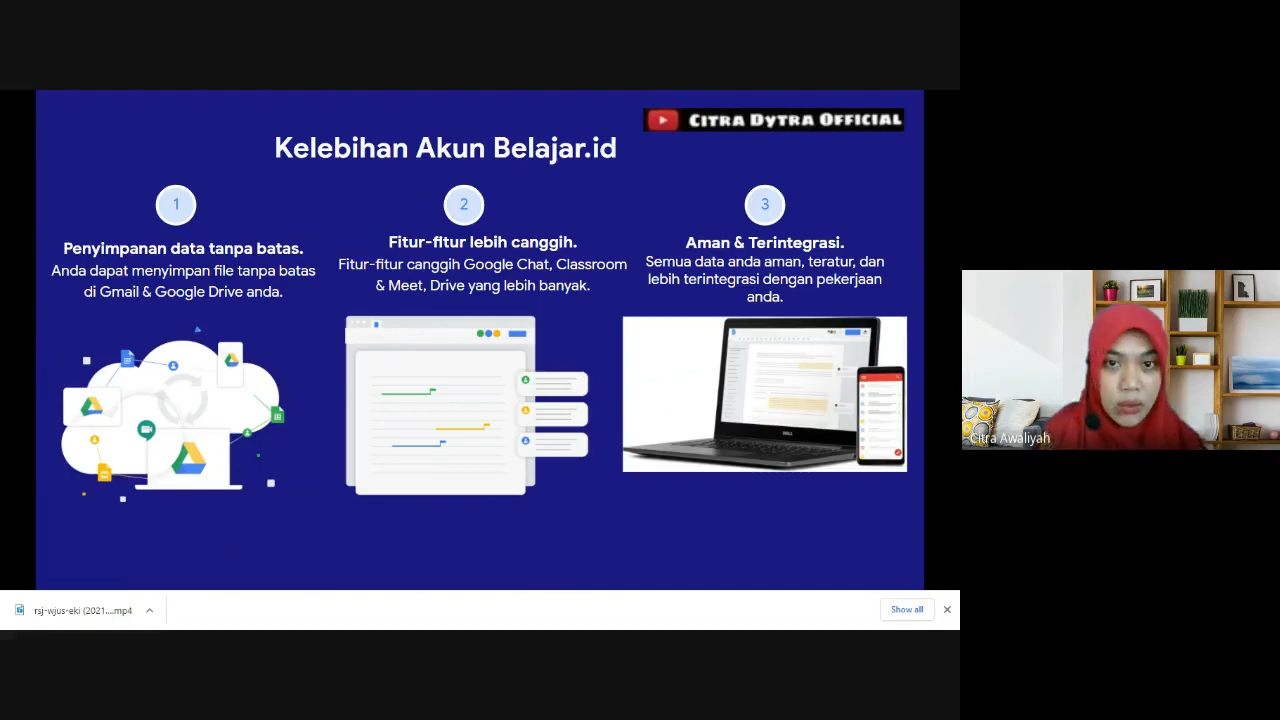 CITRA DYTRA OFFICIAL
Kelebihan Akun Belajar.id
1
Penyimpanan data tanpa batas.
Anda dapat menyimpan file tanpa batas
di Gmail & Google Drive anda.
2
Fitur-fitur lebih canggih.
Fitur-fitur canggih Google Chat, Classroom
& Meet, Drive yang lebih banyak.
3
Aman & Terintegrasi.
Semua data anda aman, teratur, dan
lebih terintegrasi dengan pekerjaan
anda.
DELL
Citra Awaliyah
rsj-wjus-eki (2021....mp4
Show all